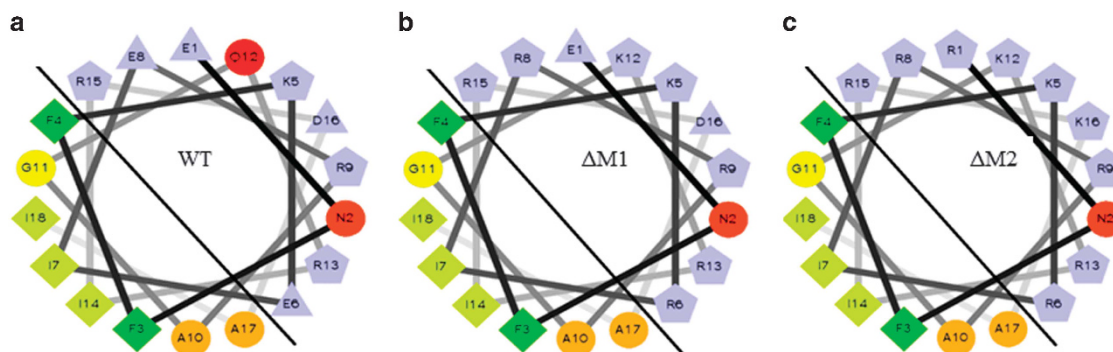 a
E8
E1
Q12
R15
K5
F4
D16
WT
G11
R9
I18
N2
I7
R13
I14
E6
F3
A10
A17
b
R8
E1
K12
R15
K5
F4
D16
ΔM1
G11
R9
I18
N2
I7
R13
I14
R6
F3
A10
A17
c
R8
R1
K12
R15
K5
F4
K16
ΔM2
G11
R9
I18
N2
I7
R13
I14
R6
F3
A10
A17